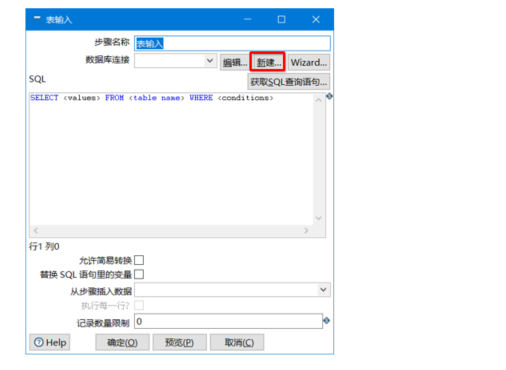 表输入
步骤名称 表输入
数据库连接 编辑... 新建... Wizard...
SQL 获取SQL查询语句...
SELECT <values> FROM <table name> WHERE <conditions>
行1 列0
允许简易转换
替换 SQL 语句里的变量
从步骤插入数据
执行每一行?
记录数量限制 0
Help 确定(O) 预览(P) 取消(C)